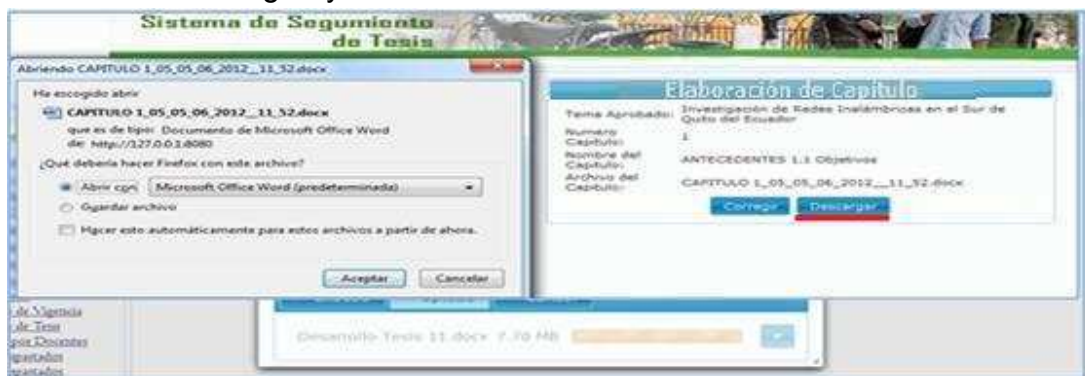 Sistema de Segumiento
de Tesis
Abriendo CAPITULO 1_05_05_06_2012__11_52.docx
Ha escogido abrir
CAPITULO 1_05_05_06_2012__11_52.docx
que es de tipo: Documento de Microsoft Office Word
de: http://127.0.0.1:8080
¿Qué debería hacer Firefox con este archivo?
Abrir con Microsoft Office Word (predeterminada)
Guardar archivo
Hacer esto automáticamente para estos archivos a partir de ahora.
Aceptar Cancelar
Elaboración de Capitulo
Tema Aprobado: Investigación de Redes Inalámbricas en el Sur de Quito del Ecuador
Numero Capitulo: 1
Nombre del Capitulo: ANTECEDENTES 1.1 Objetivos
Archivo del Capitulo: CAPITULO 1_05_05_06_2012__11_52.docx
Corregir Descargar
de Vigencia
de Tesis
por Docentes
Desarrollo Tesis 11.docx 7.70 MB